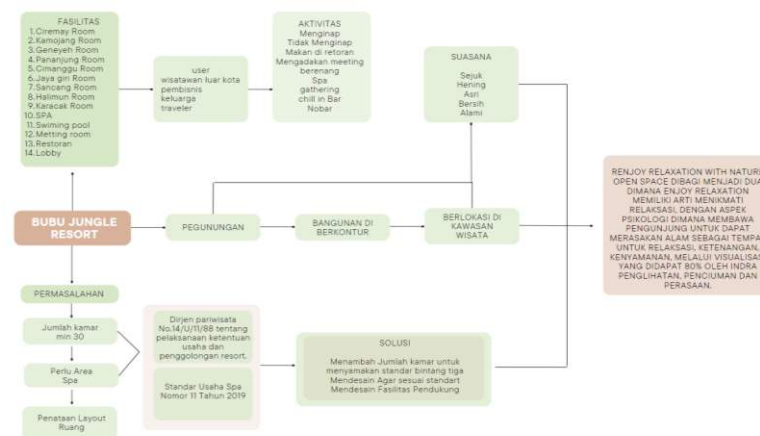 FASILITAS
1.Ciremay Room
2.Kamojang Room
3.Geneyeh Room
4.Pananjung Room
5.Cimanggu Room
6.Jaya giri Room
7.Sancang Room
8.Halimun Room
9.Karacak Room
10.SPA
11.Swiming pool
12.Metting room
13.Restoran
14.Lobby
user
wisatawan luar kota
pembisnis
keluarga
traveler
AKTIVITAS
Menginap
Tidak Menginap
Makan di retoran
Mengadakan meeting
berenang
Spa
gathering
chill in Bar
Nobar
SUASANA
Sejuk
Hening
Asri
Bersih
Alami
BUBU JUNGLE
RESORT
PEGUNUNGAN
BANGUNAN DI
BERKONTUR
BERLOKASI DI
KAWASAN
WISATA
RENJOY RELAXATION WITH NATURE
OPEN SPACE DIBAGI MENJADI DUA
DIMANA ENJOY RELAXATION
MEMILIKI ARTI MENIKMATI
RELAKSASI, DENGAN ASPEK
PSIKOLOGI DIMANA MEMBAWA
PENGUNJUNG UNTUK DAPAT
MERASAKAN ALAM SEBAGAI TEMPA
UNTUK RELAKSASI, KETENANGAN,
KENYAMANAN, MELALUI VISUALISAS
YANG DIDAPAT 80% OLEH INDRA
PENGLIHATAN, PENCIUMAN DAN
PERASAAN.
PERMASALAHAN
Jumlah kamar
min 30
Perlu Area
Spa
Penataan Layout
Ruang
Dirjen pariwisata
No.14/U/11/88 tentang
pelaksanaan ketentuan
usaha dan
penggolongan resort.
Standar Usaha Spa
Nomor 11 Tahun 2019
SOLUSI
Menambah Jumlah kamar untuk
menyamakan standar bintang tiga
Mendesain Agar sesuai standart
Mendesain Fasilitas Pendukung